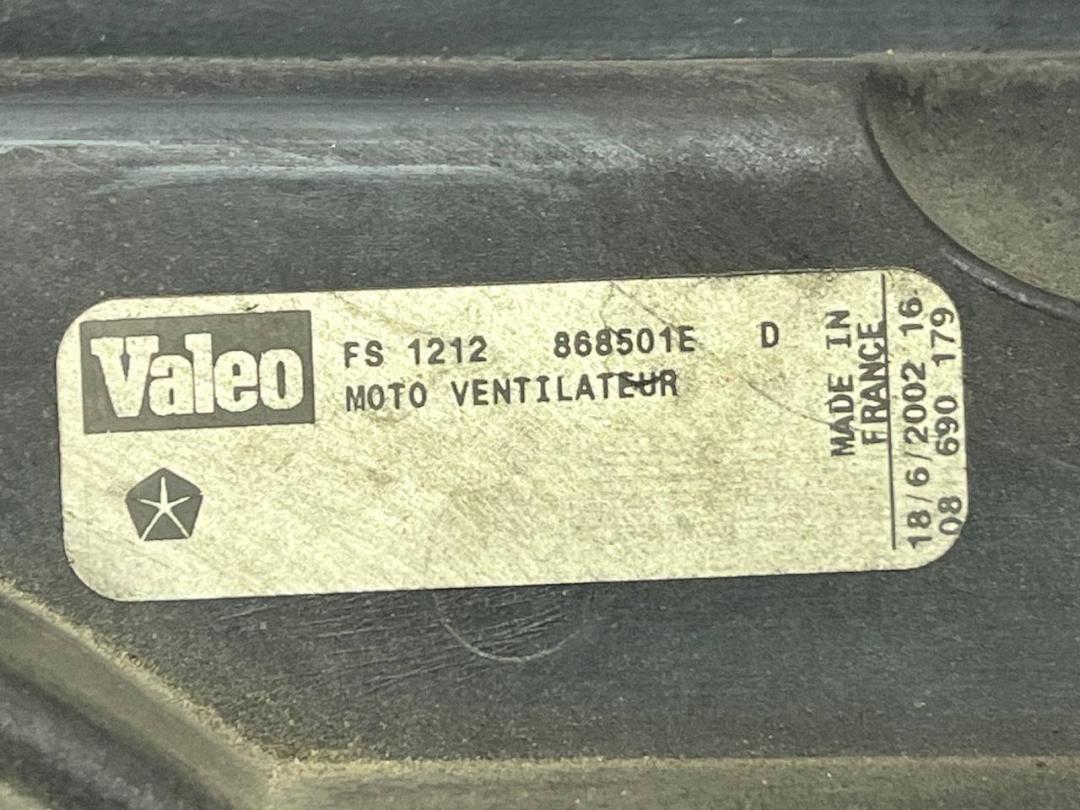 Valeo
FS 1212 868501E D
MOTO VENTILATEUR
MADE IN
FRANCE
18/6/2002 16
08 690 179